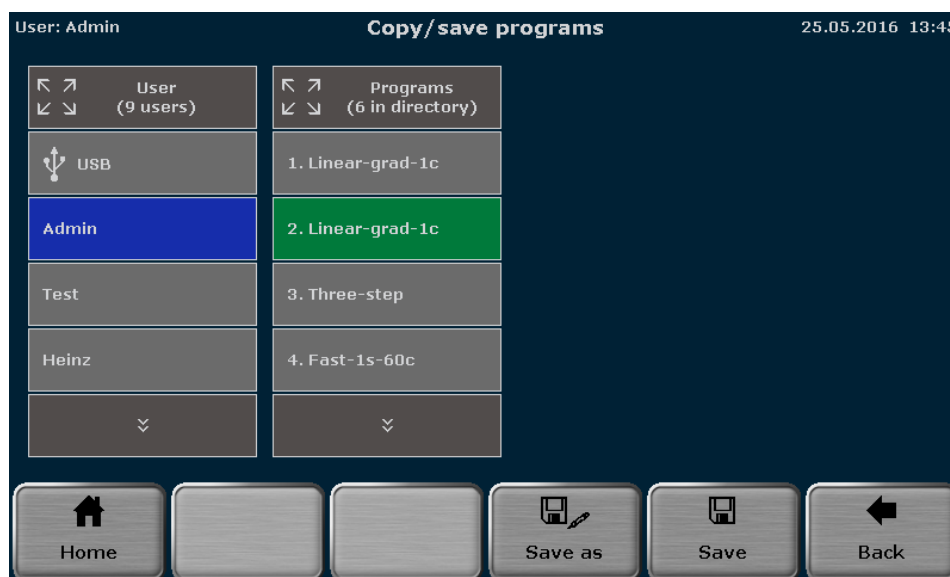 User: Admin
Copy/save programs
25.05.2016 13:48
User
(9 users)
Programs
(6 in directory)
USB
1. Linear-grad-1c
Admin
2. Linear-grad-1c
Test
3. Three-step
Heinz
4. Fast-1s-60c
Home
Save as
Save
Back